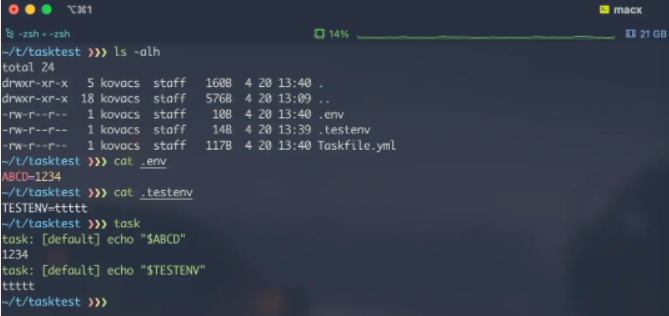 ⌥⌘1
macx
-zsh • -zsh
14%
21 GB
~/t/tasktest ❯❯❯ ls -alh
total 24
drwxr-xr-x   5 kovacs  staff   160B  4 20 13:40 .
drwxr-xr-x  18 kovacs  staff   576B  4 20 13:09 ..
-rw-r--r--   1 kovacs  staff    10B  4 20 13:40 .env
-rw-r--r--   1 kovacs  staff    14B  4 20 13:39 .testenv
-rw-r--r--   1 kovacs  staff   117B  4 20 13:40 Taskfile.yml
~/t/tasktest ❯❯❯ cat .env
ABCD=1234
~/t/tasktest ❯❯❯ cat .testenv
TESTENV=ttttt
~/t/tasktest ❯❯❯ task
task: [default] echo "$ABCD"
1234
task: [default] echo "$TESTENV"
ttttt
~/t/tasktest ❯❯❯